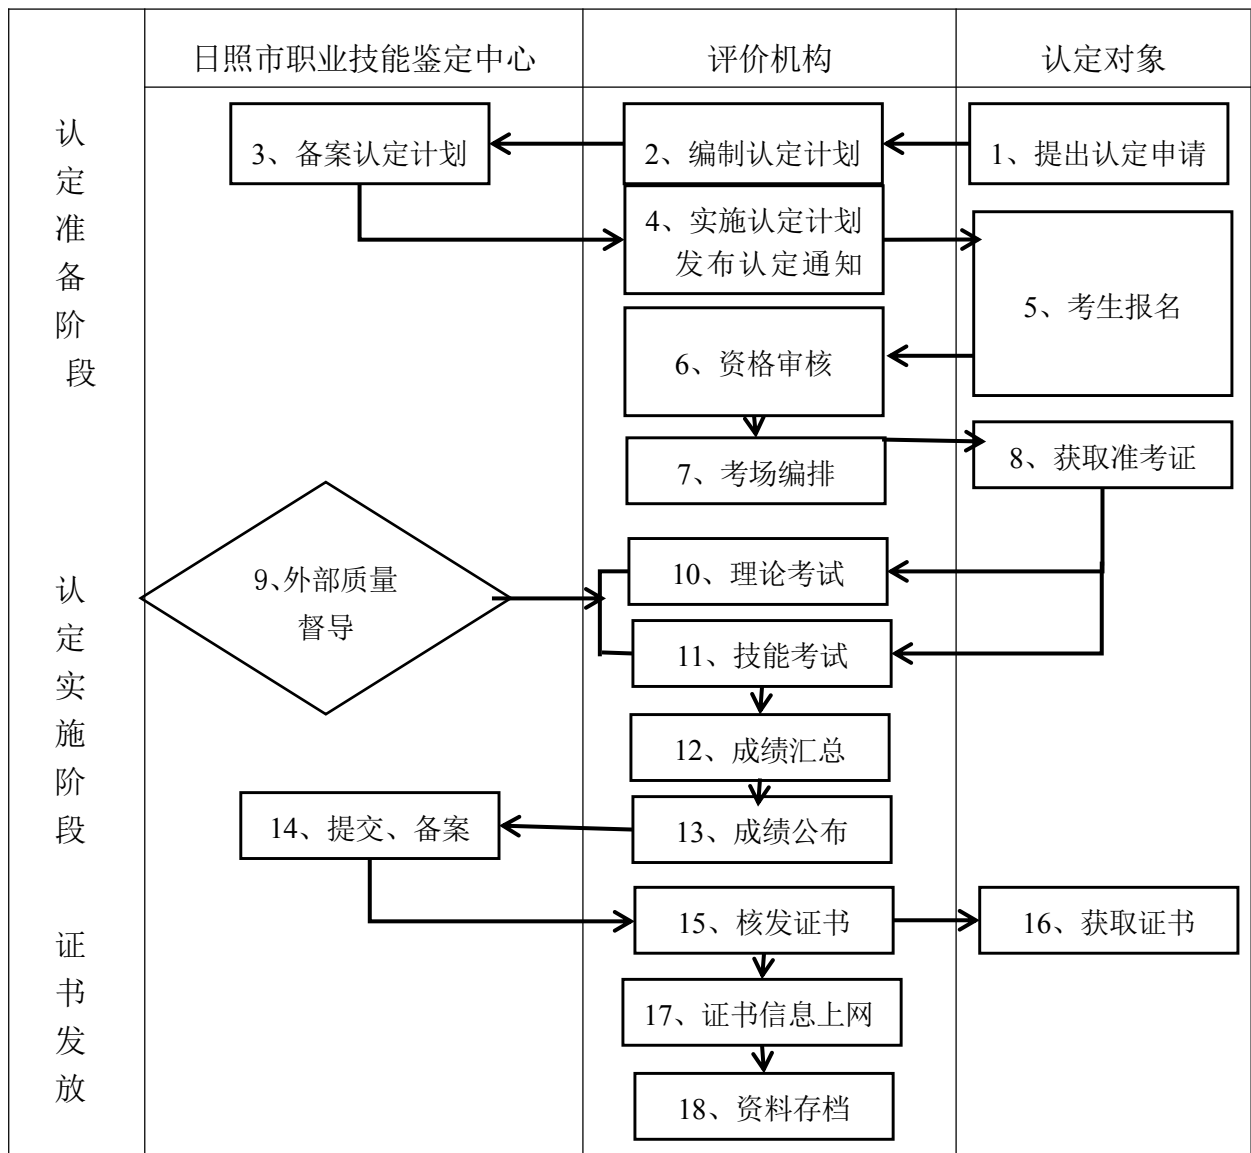 日照市职业技能鉴定中心
评价机构
认定对象
认定准备阶段
3、备案认定计划
2、编制认定计划
1、提出认定申请
4、实施认定计划
发布认定通知
5、考生报名
6、资格审核
7、考场编排
8、获取准考证
认定实施阶段
9、外部质量
督导
10、理论考试
11、技能考试
12、成绩汇总
14、提交、备案
13、成绩公布
证书发放
15、核发证书
16、获取证书
17、证书信息上网
18、资料存档